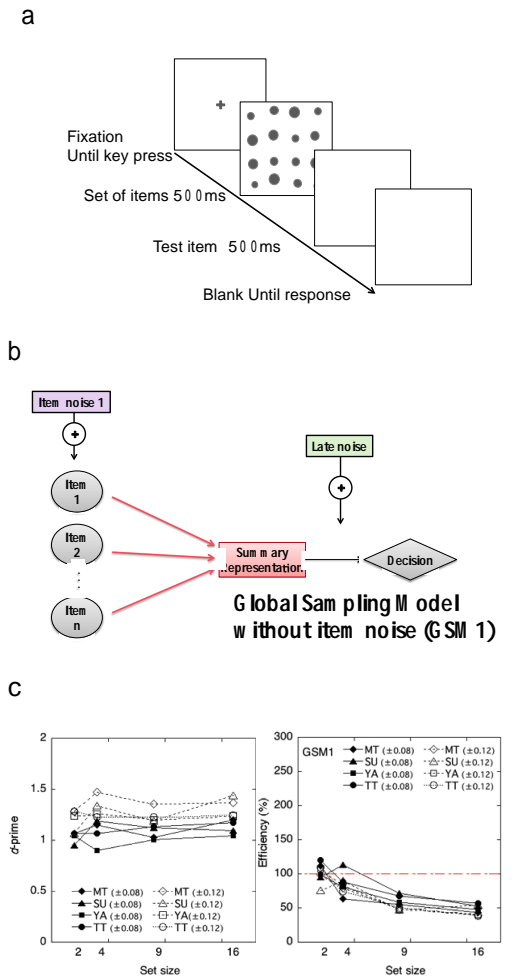 a
Fixation
Until key press
Set of items 500ms
Test item 500ms
Blank Until response
b
Item noise 1
+
Item
1
Item
2
Item
n
Late noise
+
Summary
Representation
Decision
Global Sampling Model
without item noise (GSM1)
c
2
1.5
1
0.5
0
d-prime
MT (±0.08)
SU (±0.08)
YA (±0.08)
TT (±0.08)
MT (±0.12)
SU (±0.12)
YA(±0.12)
TT (±0.12)
2 4 9 16
Set size
300
250
200
150
100
50
0
Efficiency (%)
GSM1
MT (±0.08)
SU (±0.08)
YA (±0.08)
TT (±0.08)
MT (±0.12)
SU (±0.12)
YA (±0.12)
TT (±0.12)
2 4 9 16
Set size